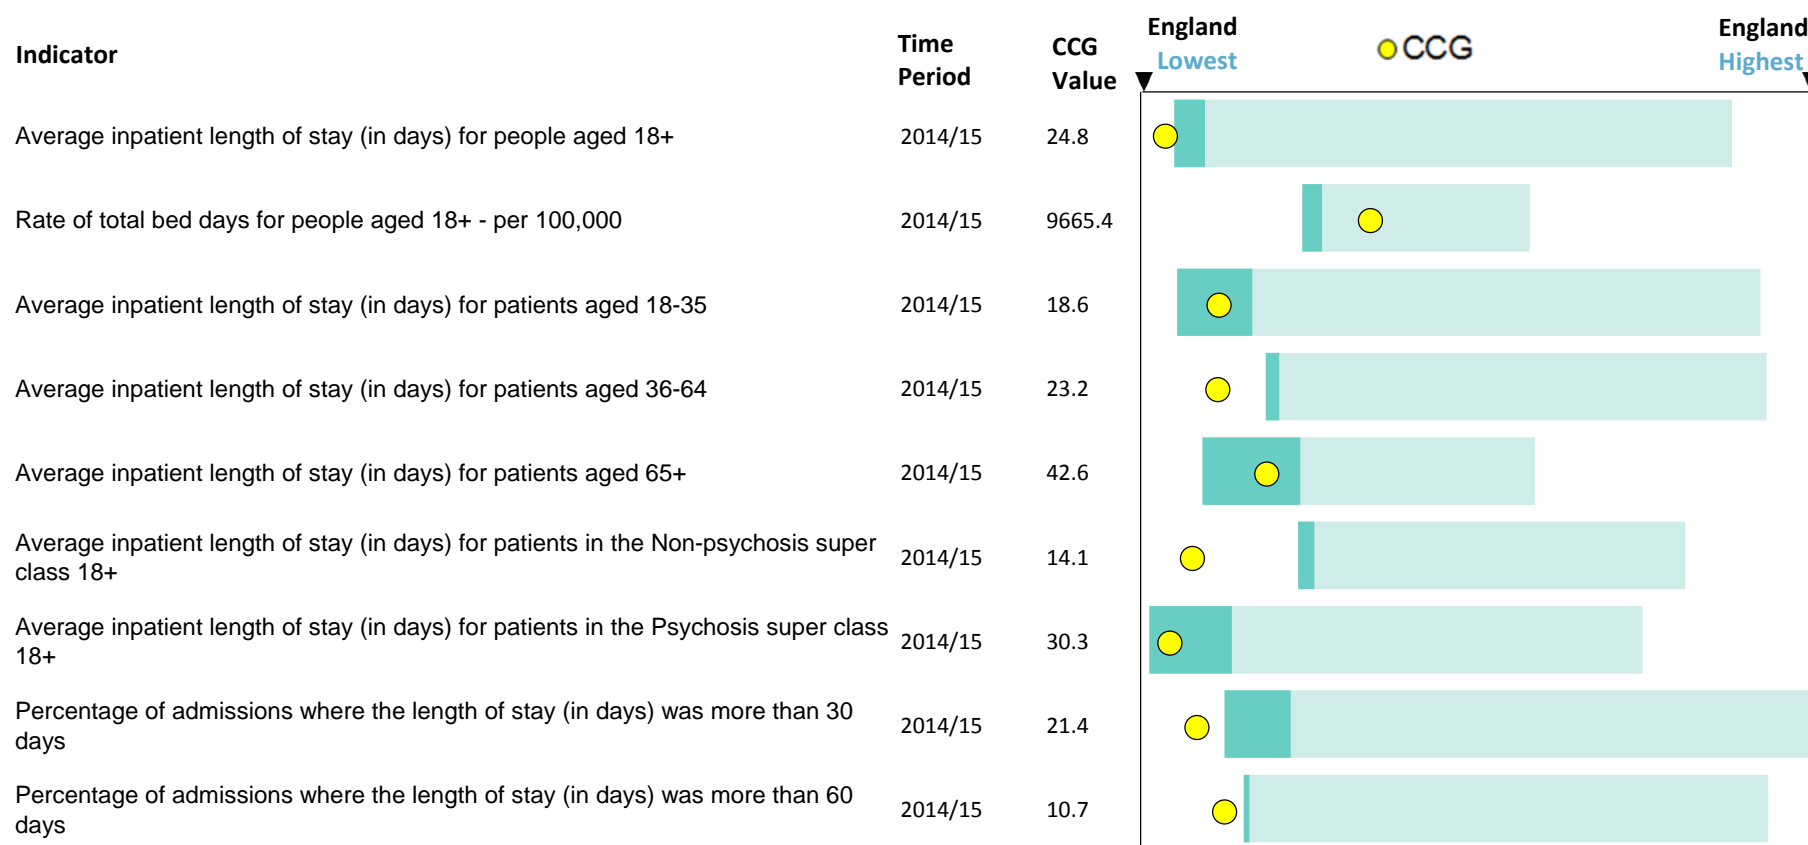 Indicator
Time Period
CCG Value
England Lowest
CCG
England Highest
Average inpatient length of stay (in days) for people aged 18+ 2014/15 24.8
Rate of total bed days for people aged 18+ - per 100,000 2014/15 9665.4
Average inpatient length of stay (in days) for patients aged 18-35 2014/15 18.6
Average inpatient length of stay (in days) for patients aged 36-64 2014/15 23.2
Average inpatient length of stay (in days) for patients aged 65+ 2014/15 42.6
Average inpatient length of stay (in days) for patients in the Non-psychosis super
class 18+ 2014/15 14.1
Average inpatient length of stay (in days) for patients in the Psychosis super class
18+ 2014/15 30.3
Percentage of admissions where the length of stay (in days) was more than 30
days 2014/15 21.4
Percentage of admissions where the length of stay (in days) was more than 60
days 2014/15 10.7